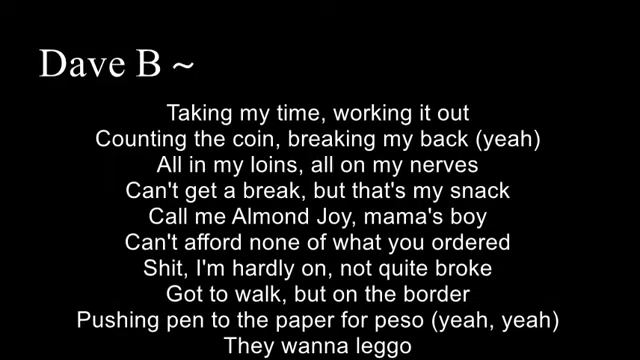 Dave B ~
Taking my time, working it out
Counting the coin, breaking my back (yeah)
All in my loins, all on my nerves
Can't get a break, but that's my snack
Call me Almond Joy, mama's boy
Can't afford none of what you ordered
Shit, I'm hardly on, not quite broke
Got to walk, but on the border
Pushing pen to the paper for peso (yeah, yeah)
They wanna leggo